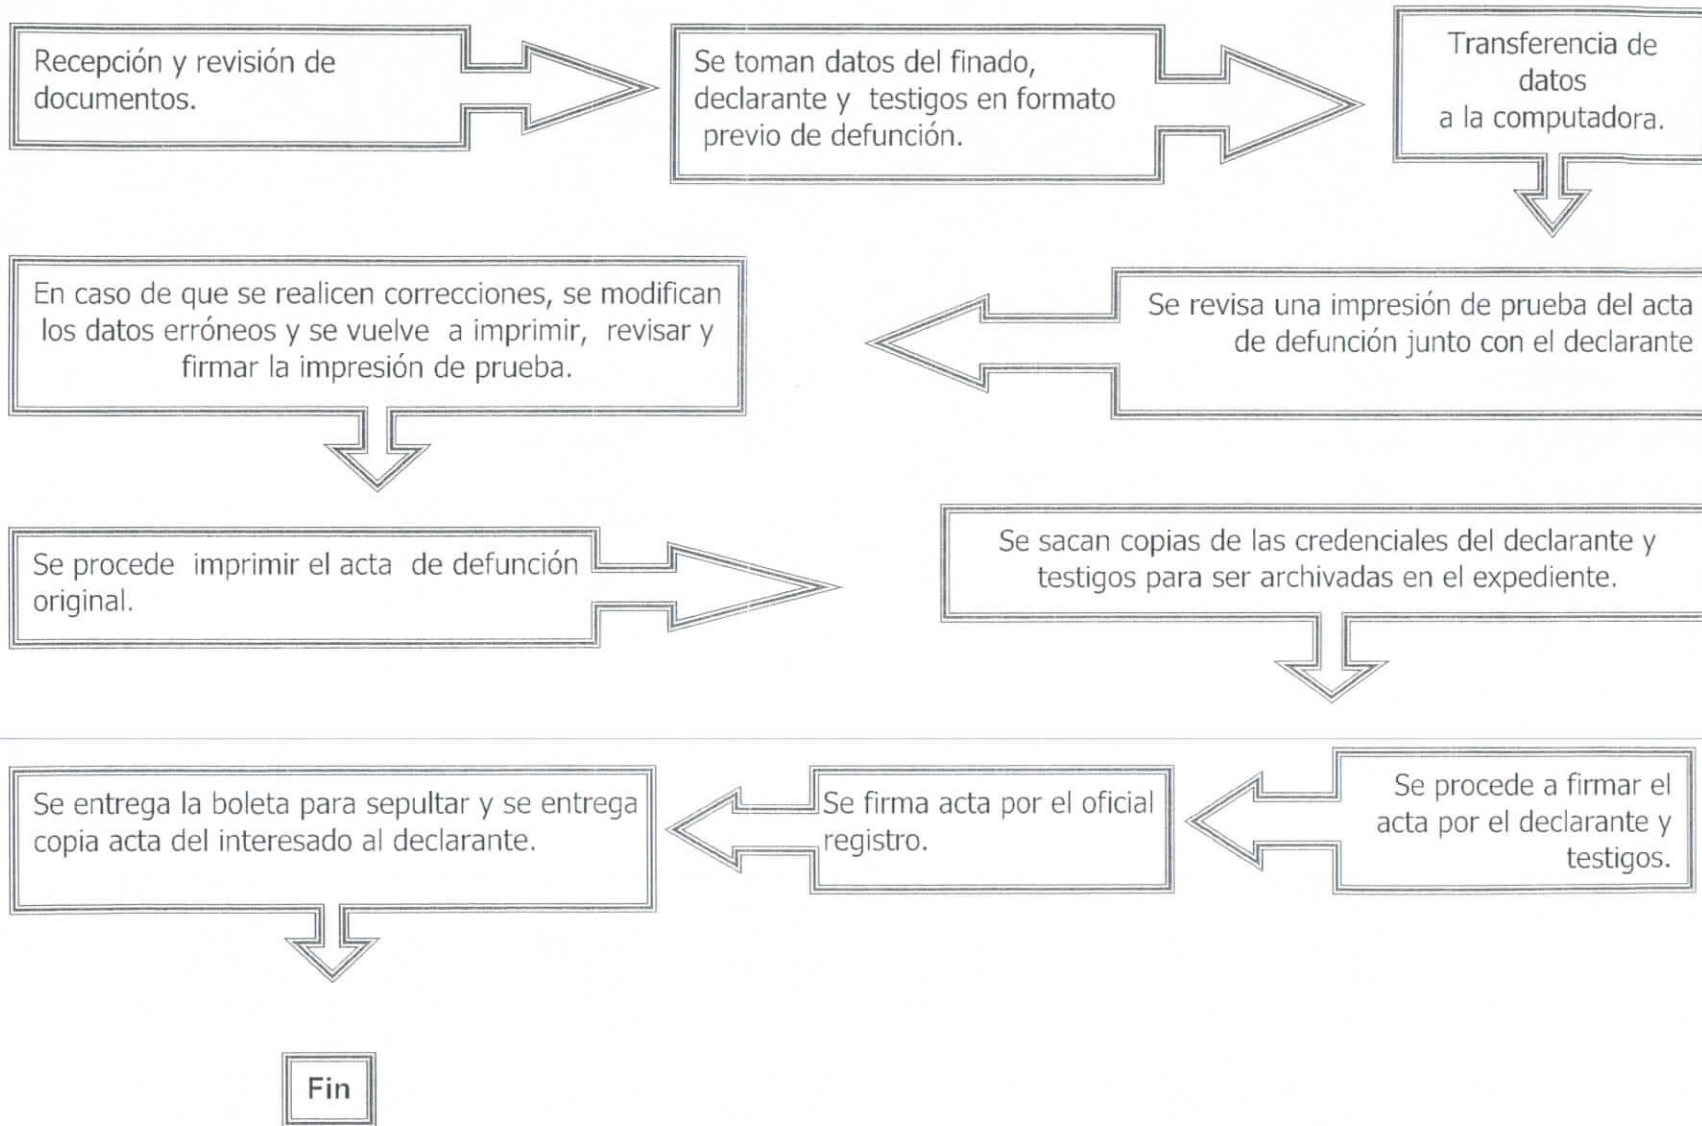 Recepción y revisión de
documentos.
Se toman datos del finado,
declarante y testigos en formato
previo de defunción.
Transferencia de
datos
a la computadora.
Se revisa una impresión de prueba del acta
de defunción junto con el declarante
En caso de que se realicen correcciones, se modifican
los datos erróneos y se vuelve a imprimir, revisar y
firmar la impresión de prueba.
Se procede imprimir el acta de defunción
original.
Se sacan copias de las credenciales del declarante y
testigos para ser archivadas en el expediente.
Se procede a firmar el
acta por el declarante y
testigos.
Se firma acta por el oficial
registro.
Se entrega la boleta para sepultar y se entrega
copia acta del interesado al declarante.
Fin